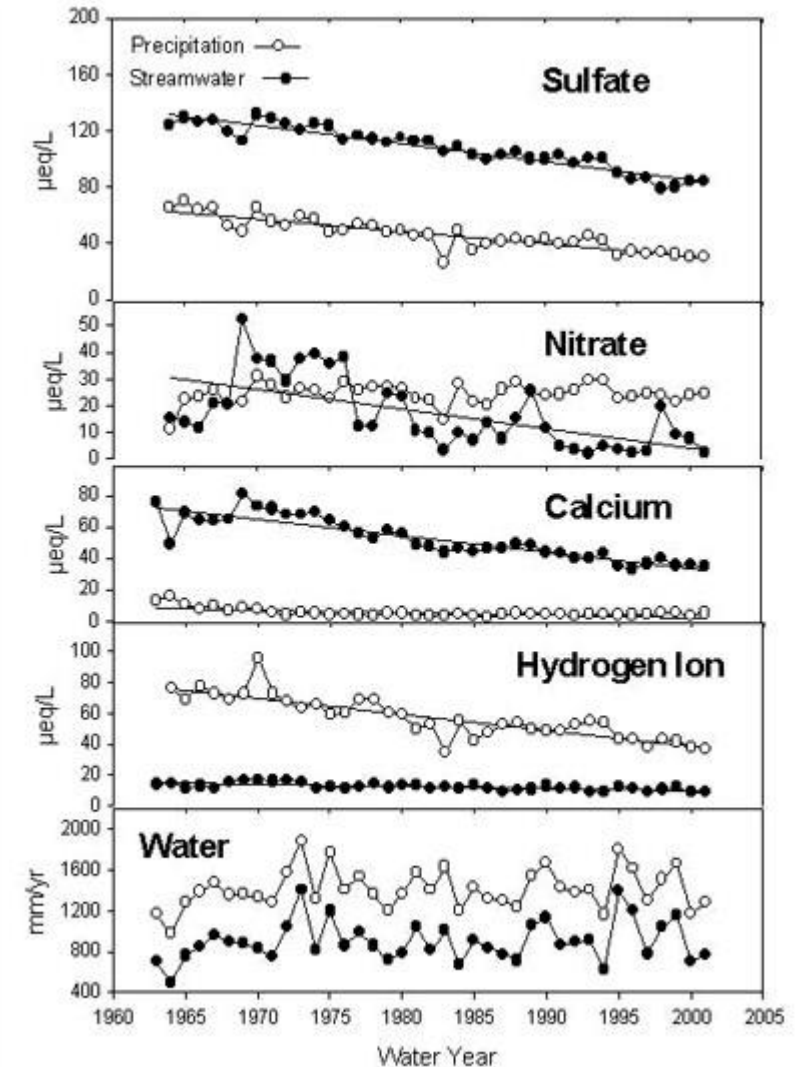 200
Precipitation
Streamwater
Sulfate
160
120
80
40
0
µeq/L
50
40
30
20
10
0
µeq/L
Nitrate
80
60
40
20
0
µeq/L
Calcium
100
80
60
40
20
0
µeq/L
Hydrogen Ion
2000
1600
1200
800
400
mm/yr
Water
1960 1965 1970 1975 1980 1985 1990 1995 2000 2005
Water Year